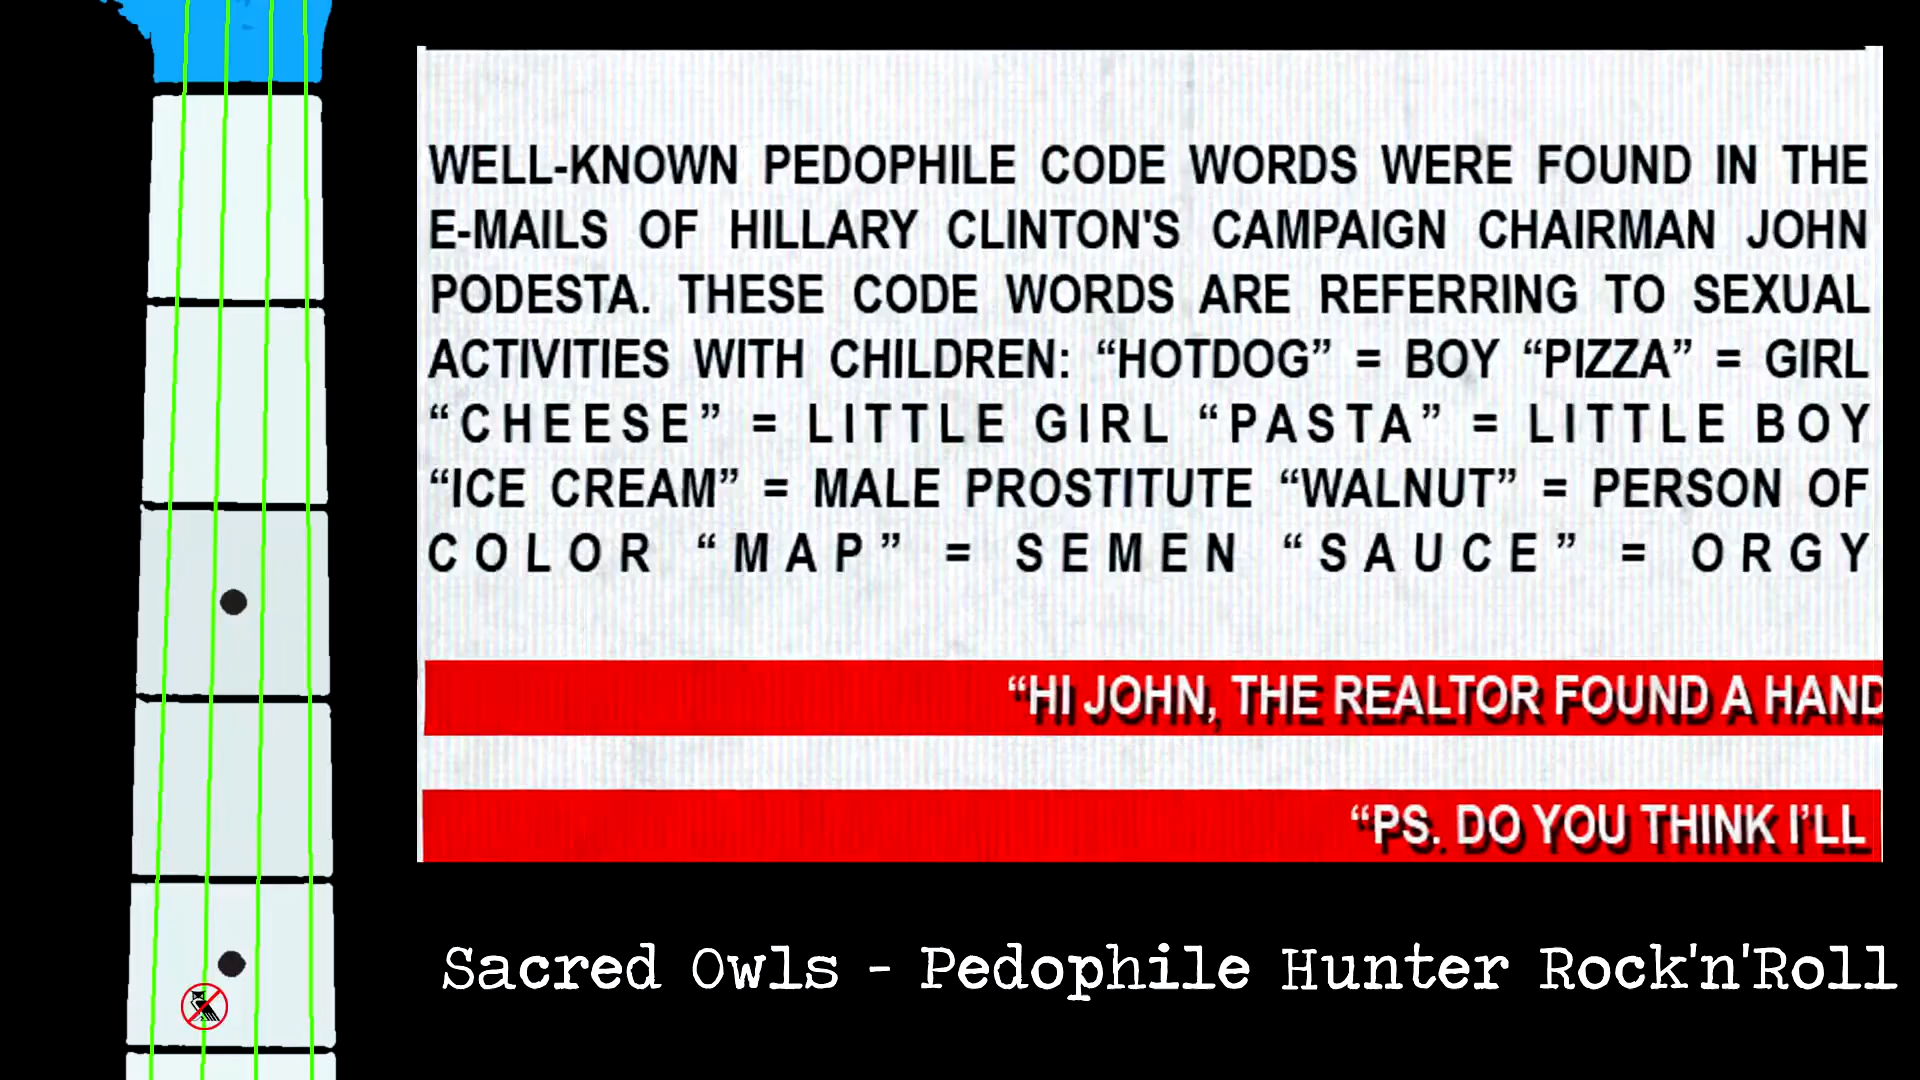 WELL-KNOWN PEDOPHILE CODE WORDS WERE FOUND IN THE
E-MAILS OF HILLARY CLINTON'S CAMPAIGN CHAIRMAN JOHN
PODESTA. THESE CODE WORDS ARE REFERRING TO SEXUAL
ACTIVITIES WITH CHILDREN: “HOTDOG” = BOY “PIZZA” = GIRL
“CHEESE” = LITTLE GIRL “PASTA” = LITTLE BOY
“ICE CREAM” = MALE PROSTITUTE “WALNUT” = PERSON OF
COLOR “MAP” = SEMEN “SAUCE” = ORGY
“HI JOHN, THE REALTOR FOUND A HAND
“PS. DO YOU THINK I’LL
Sacred Owls - Pedophile Hunter Rock'n'Roll